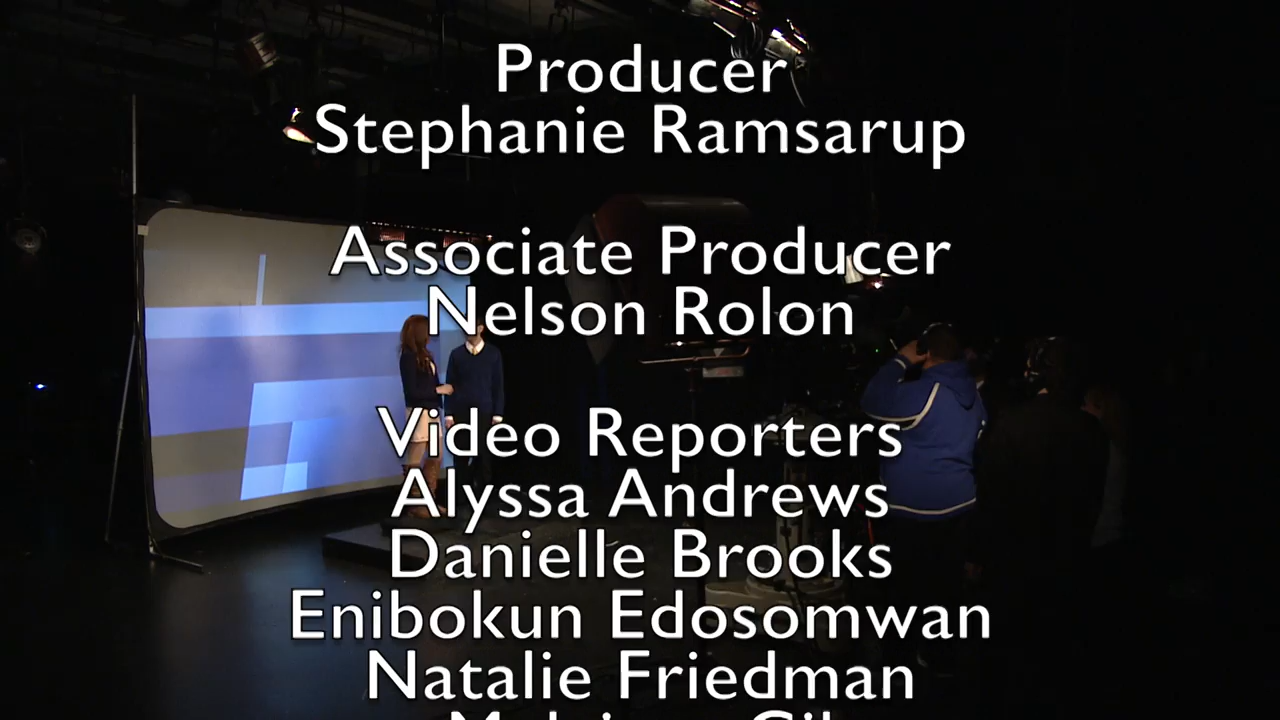 Producer
Stephanie Ramsarup
Associate Producer
Nelson Rolon
Video Reporters
Alyssa Andrews
Danielle Brooks
Enibokun Edosomwan
Natalie Friedman